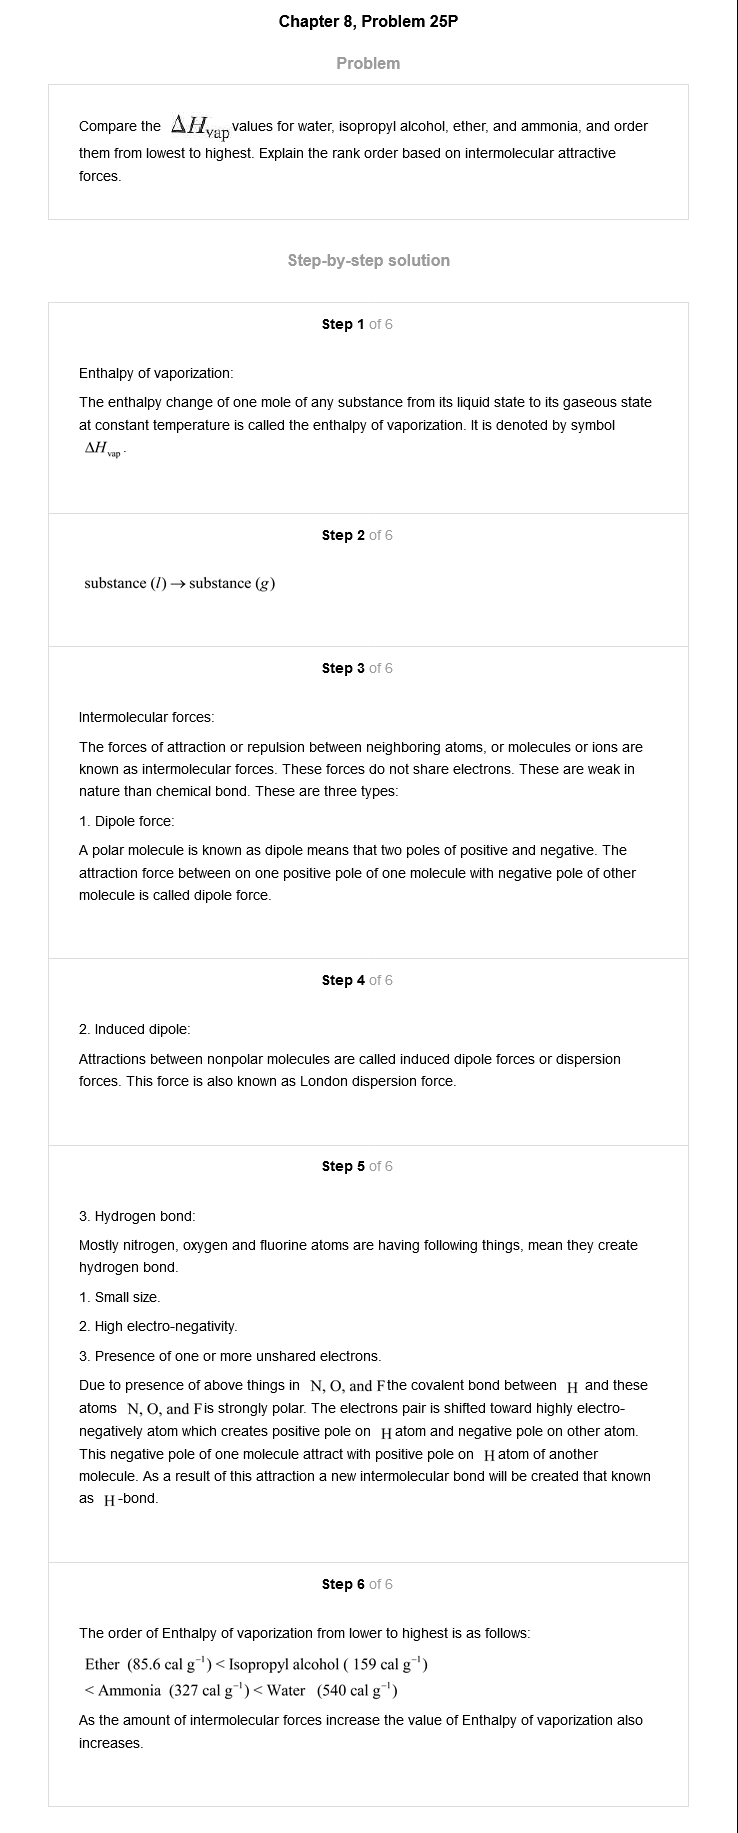 Chapter 8, Problem 25P
Problem
Compare the ΔHvap values for water, isopropyl alcohol, ether, and ammonia, and order
them from lowest to highest. Explain the rank order based on intermolecular attractive
forces.
Step-by-step solution
Step 1 of 6
Enthalpy of vaporization:
The enthalpy change of one mole of any substance from its liquid state to its gaseous state
at constant temperature is called the enthalpy of vaporization. It is denoted by symbol
ΔHvap.
Step 2 of 6
substance (l) → substance (g)
Step 3 of 6
Intermolecular forces:
The forces of attraction or repulsion between neighboring atoms, or molecules or ions are
known as intermolecular forces. These forces do not share electrons. These are weak in
nature than chemical bond. These are three types:
1. Dipole force:
A polar molecule is known as dipole means that two poles of positive and negative. The
attraction force between on one positive pole of one molecule with negative pole of other
molecule is called dipole force.
Step 4 of 6
2. Induced dipole:
Attractions between nonpolar molecules are called induced dipole forces or dispersion
forces. This force is also known as London dispersion force.
Step 5 of 6
3. Hydrogen bond:
Mostly nitrogen, oxygen and fluorine atoms are having following things, mean they create
hydrogen bond.
1. Small size.
2. High electro-negativity.
3. Presence of one or more unshared electrons.
Due to presence of above things in N, O, and F the covalent bond between H and these
atoms N, O, and F is strongly polar. The electrons pair is shifted toward highly electro-
negatively atom which creates positive pole on H atom and negative pole on other atom.
This negative pole of one molecule attract with positive pole on H atom of another
molecule. As a result of this attraction a new intermolecular bond will be created that known
as H-bond.
Step 6 of 6
The order of Enthalpy of vaporization from lower to highest is as follows:
Ether (85.6 cal g⁻¹) < Isopropyl alcohol ( 159 cal g⁻¹)
< Ammonia (327 cal g⁻¹) < Water (540 cal g⁻¹)
As the amount of intermolecular forces increase the value of Enthalpy of vaporization also
increases.